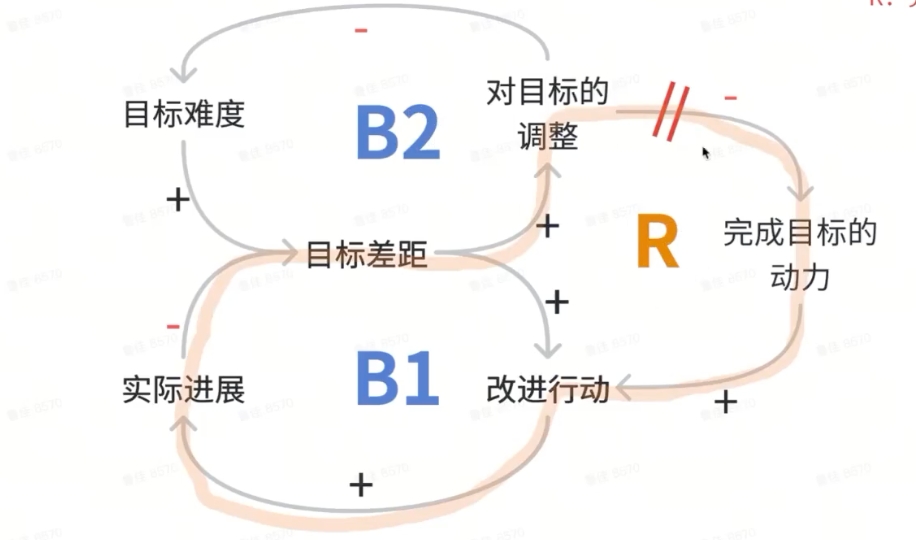 -
目标难度
B2
对目标的
调整
-
+
目标差距
+
R
完成目标的
动力
-
+
实际进展
B1
改进行动
+
+